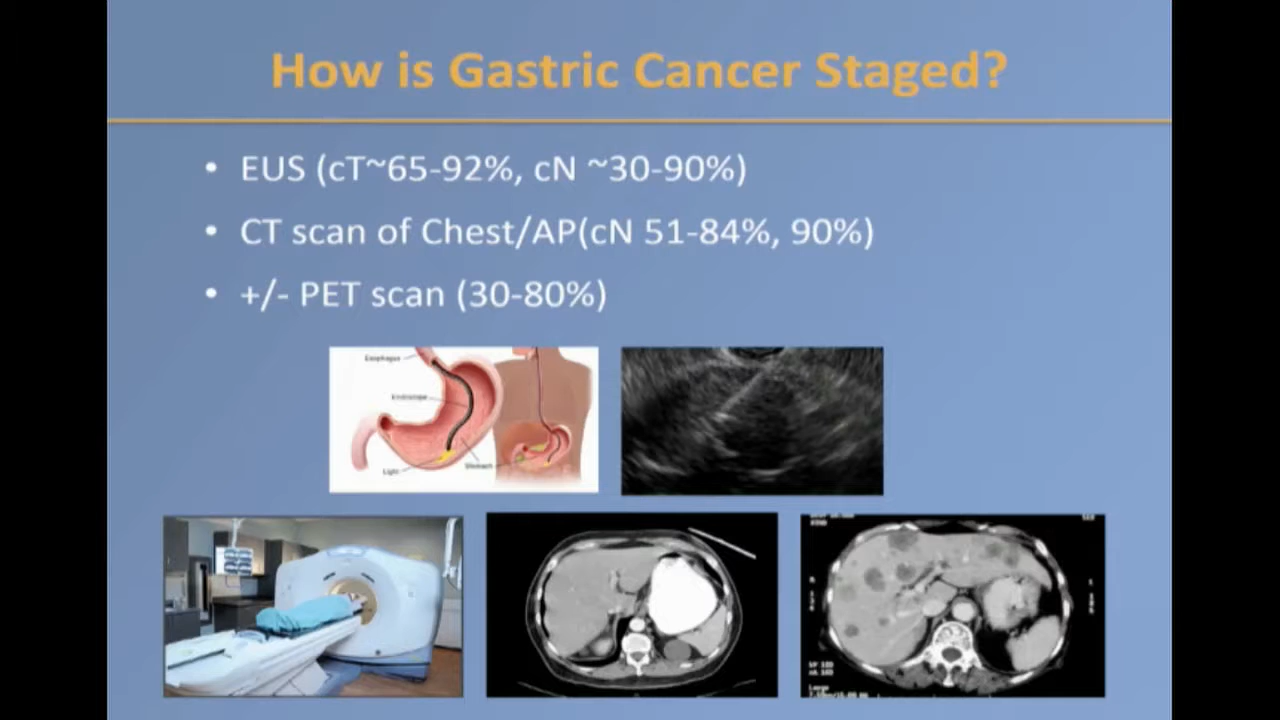 How is Gastric Cancer Staged?
• EUS (cT~65-92%, cN ~30-90%)
• CT scan of Chest/AP(cN 51-84%, 90%)
• +/- PET scan (30-80%)
Esophagus
Endoscope
Light
Stomach